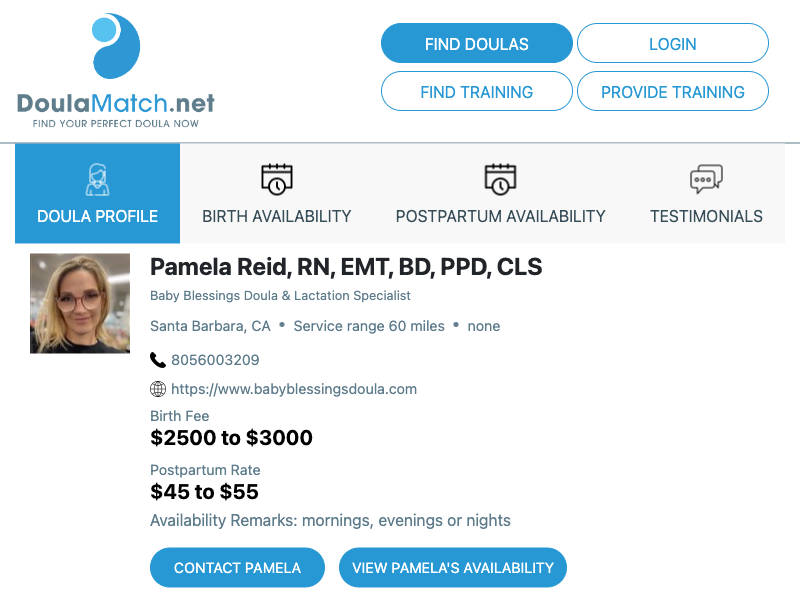 DoulaMatch.net
FIND YOUR PERFECT DOULA NOW
FIND DOULAS
LOGIN
FIND TRAINING
PROVIDE TRAINING
DOULA PROFILE
BIRTH AVAILABILITY
POSTPARTUM AVAILABILITY
TESTIMONIALS
Pamela Reid, RN, EMT, BD, PPD, CLS
Baby Blessings Doula & Lactation Specialist
Santa Barbara, CA • Service range 60 miles • none
8056003209
https://www.babyblessingsdoula.com
Birth Fee
$2500 to $3000
Postpartum Rate
$45 to $55
Availability Remarks: mornings, evenings or nights
CONTACT PAMELA
VIEW PAMELA'S AVAILABILITY